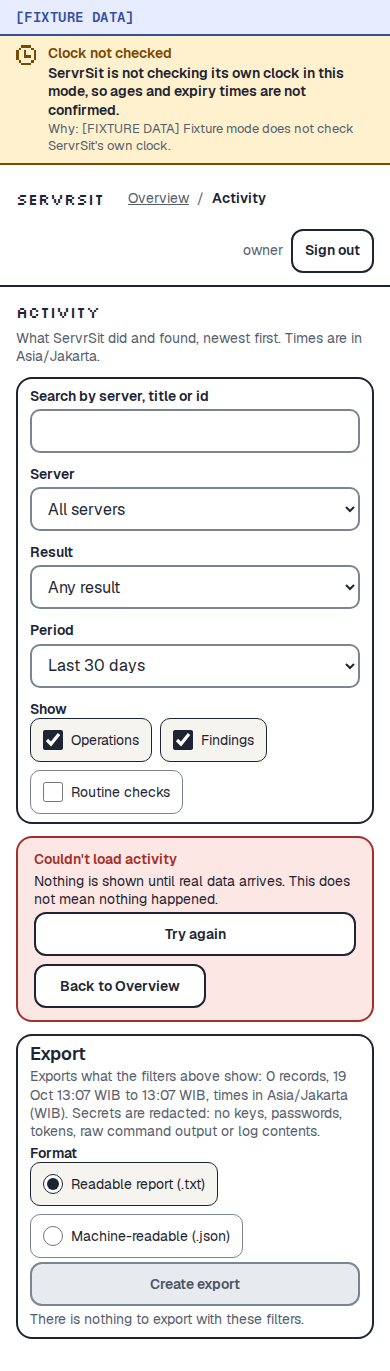 [FIXTURE DATA]
Clock not checked
ServrSit is not checking its own clock in this
mode, so ages and expiry times are not
confirmed.
Why: [FIXTURE DATA] Fixture mode does not check
ServrSit's own clock.
SERVRSIT
Overview / Activity
owner
Sign out
ACTIVITY
What ServrSit did and found, newest first. Times are in
Asia/Jakarta.
Search by server, title or id
Server
All servers
Result
Any result
Period
Last 30 days
Show
Operations
Findings
Routine checks
Couldn't load activity
Nothing is shown until real data arrives. This does
not mean nothing happened.
Try again
Back to Overview
Export
Exports what the filters above show: 0 records, 19
Oct 13:07 WIB to 13:07 WIB, times in Asia/Jakarta
(WIB). Secrets are redacted: no keys, passwords,
tokens, raw command output or log contents.
Format
Readable report (.txt)
Machine-readable (.json)
Create export
There is nothing to export with these filters.